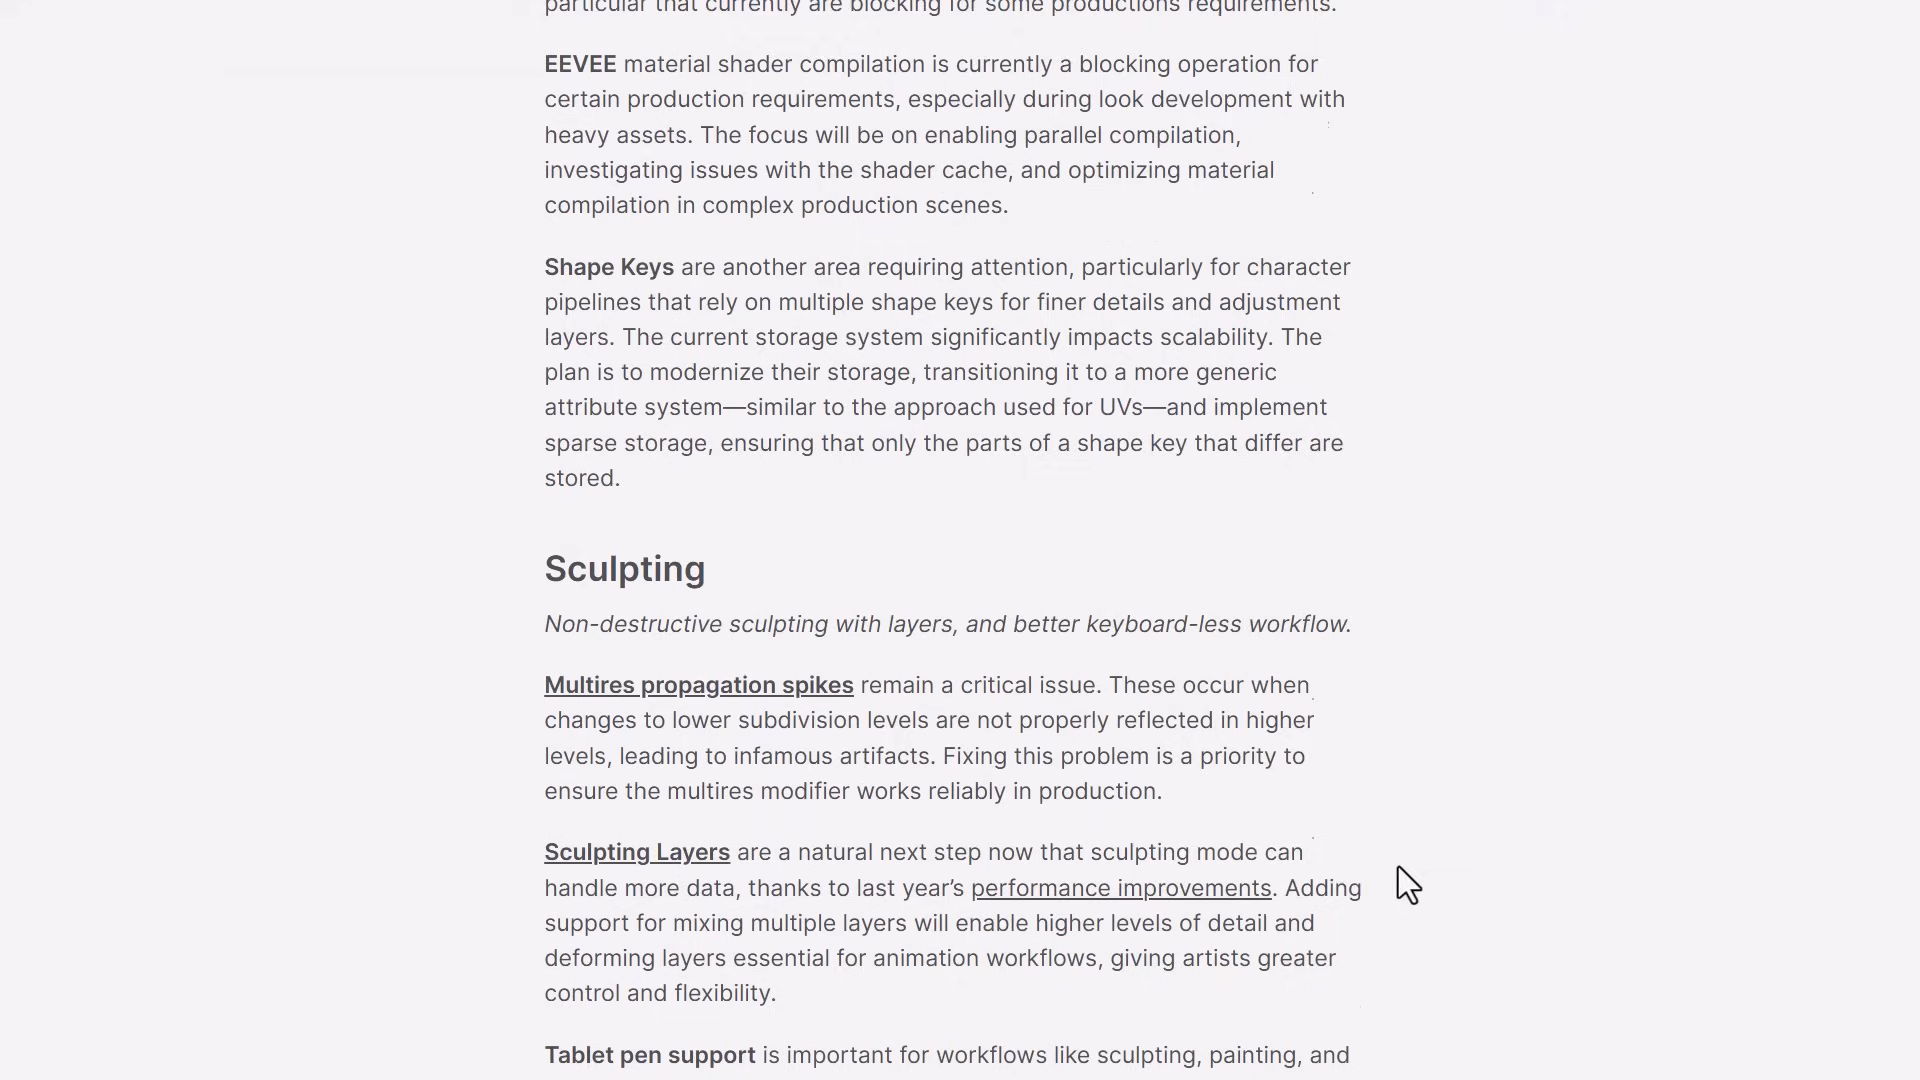 particular that currently are blocking for some productions requirements.
EEVEE material shader compilation is currently a blocking operation for
certain production requirements, especially during look development with
heavy assets. The focus will be on enabling parallel compilation,
investigating issues with the shader cache, and optimizing material
compilation in complex production scenes.
Shape Keys are another area requiring attention, particularly for character
pipelines that rely on multiple shape keys for finer details and adjustment
layers. The current storage system significantly impacts scalability. The
plan is to modernize their storage, transitioning it to a more generic
attribute system—similar to the approach used for UVs—and implement
sparse storage, ensuring that only the parts of a shape key that differ are
stored.
Sculpting
Non-destructive sculpting with layers, and better keyboard-less workflow.
Multires propagation spikes remain a critical issue. These occur when
changes to lower subdivision levels are not properly reflected in higher
levels, leading to infamous artifacts. Fixing this problem is a priority to
ensure the multires modifier works reliably in production.
Sculpting Layers are a natural next step now that sculpting mode can
handle more data, thanks to last year’s performance improvements. Adding
support for mixing multiple layers will enable higher levels of detail and
deforming layers essential for animation workflows, giving artists greater
control and flexibility.
Tablet pen support is important for workflows like sculpting, painting, and